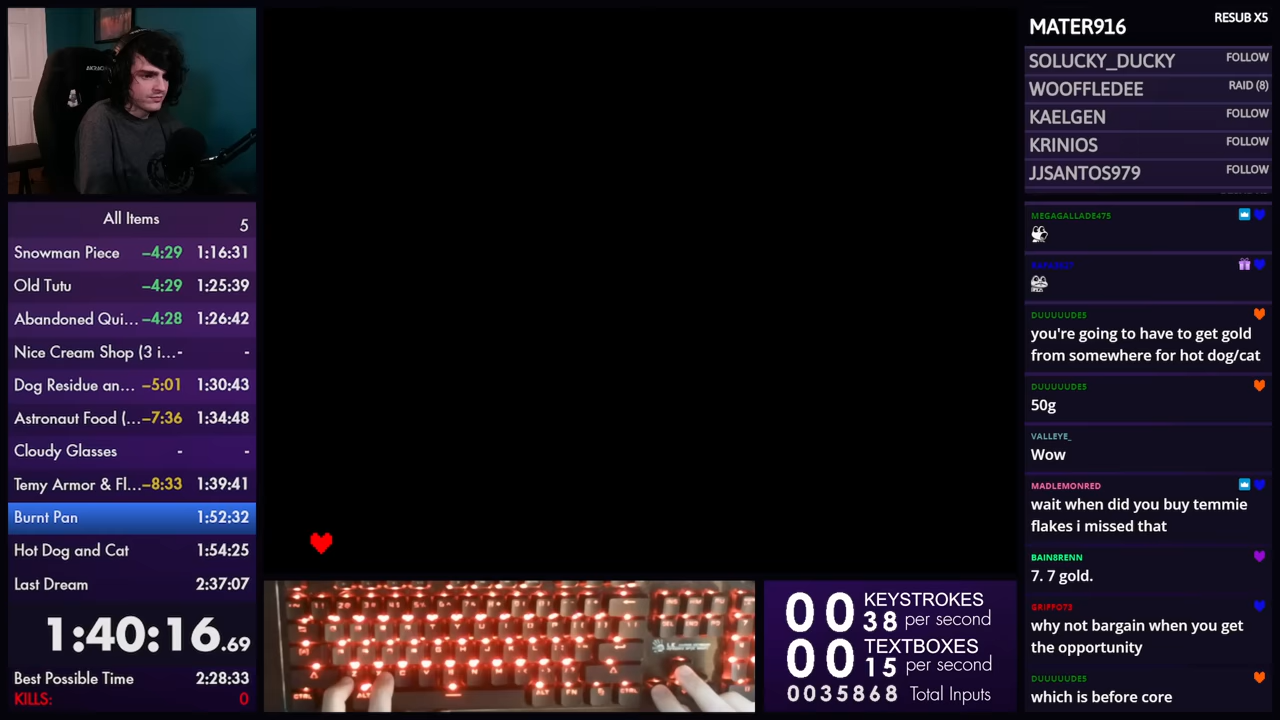 All Items
5
Snowman Piece −4:29 1:16:31
Old Tutu −4:29 1:25:39
Abandoned Qui... −4:28 1:26:42
Nice Cream Shop (3 i... - -
Dog Residue an... −5:01 1:30:43
Astronaut Food (... −7:36 1:34:48
Cloudy Glasses - -
Temy Armor & Fl... −8:33 1:39:41
Burnt Pan 1:52:32
Hot Dog and Cat 1:54:25
Last Dream 2:37:07
1:40:16.69
Best Possible Time 2:28:33
KILLS: 0
00 38 KEYSTROKES per second
00 15 TEXTBOXES per second
0035868 Total Inputs
MATER916 RESUB X5
SOLUCKY_DUCKY FOLLOW
WOOFFLEDEE RAID (8)
KAELGEN FOLLOW
KRINIOS FOLLOW
JJSANTOS979 FOLLOW
MEGAGALLADE475
DUUUUUDE5
you're going to have to get gold
from somewhere for hot dog/cat
DUUUUUDE5
50g
VALLEYE_
Wow
MADLEMONRED
wait when did you buy temmie
flakes i missed that
BAIN8RENN
7. 7 gold.
GRIFFO73
why not bargain when you get
the opportunity
DUUUUUDE5
which is before core